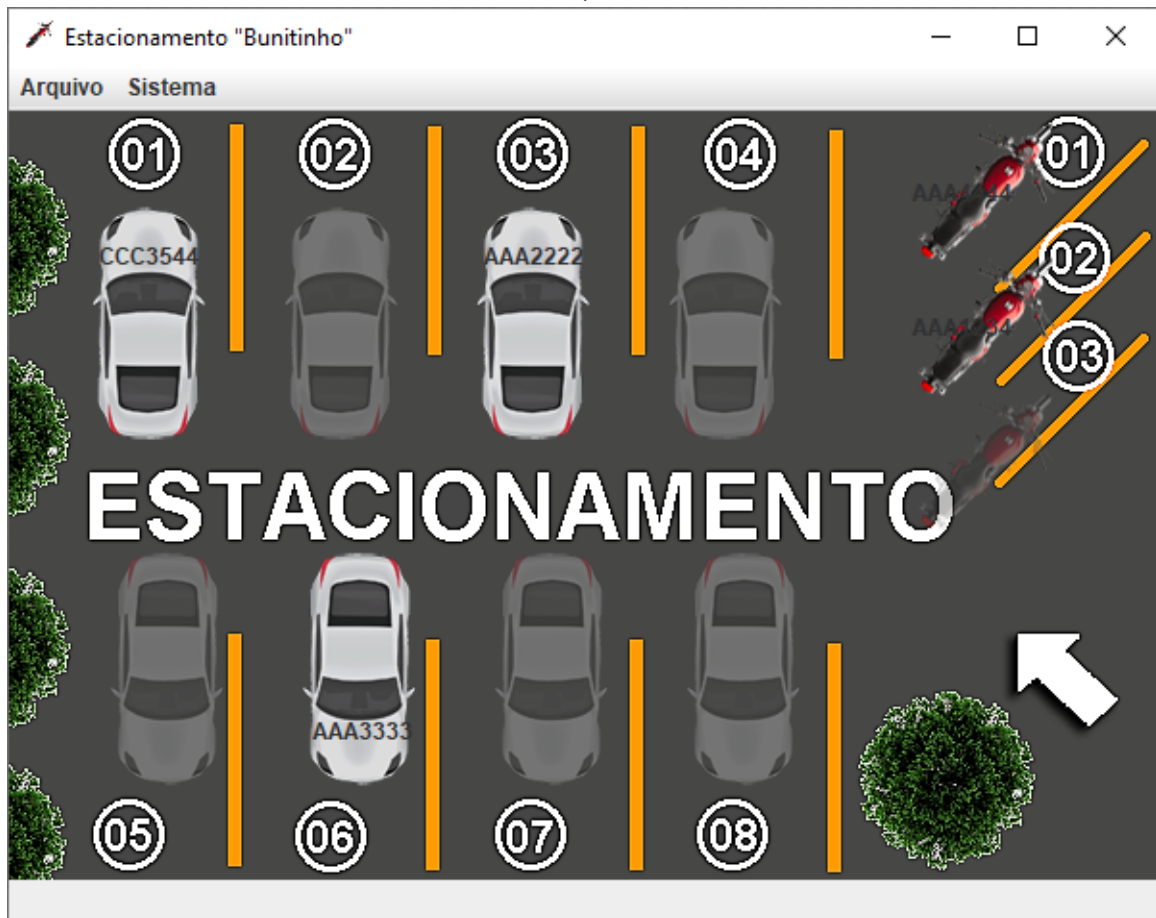 Estacionamento "Bunitinho"
Arquivo Sistema
01 02 03 04 01
CCC3544 AAA2222
02
03
ESTACIONAMENTO
AAA3333
05 06 07 08